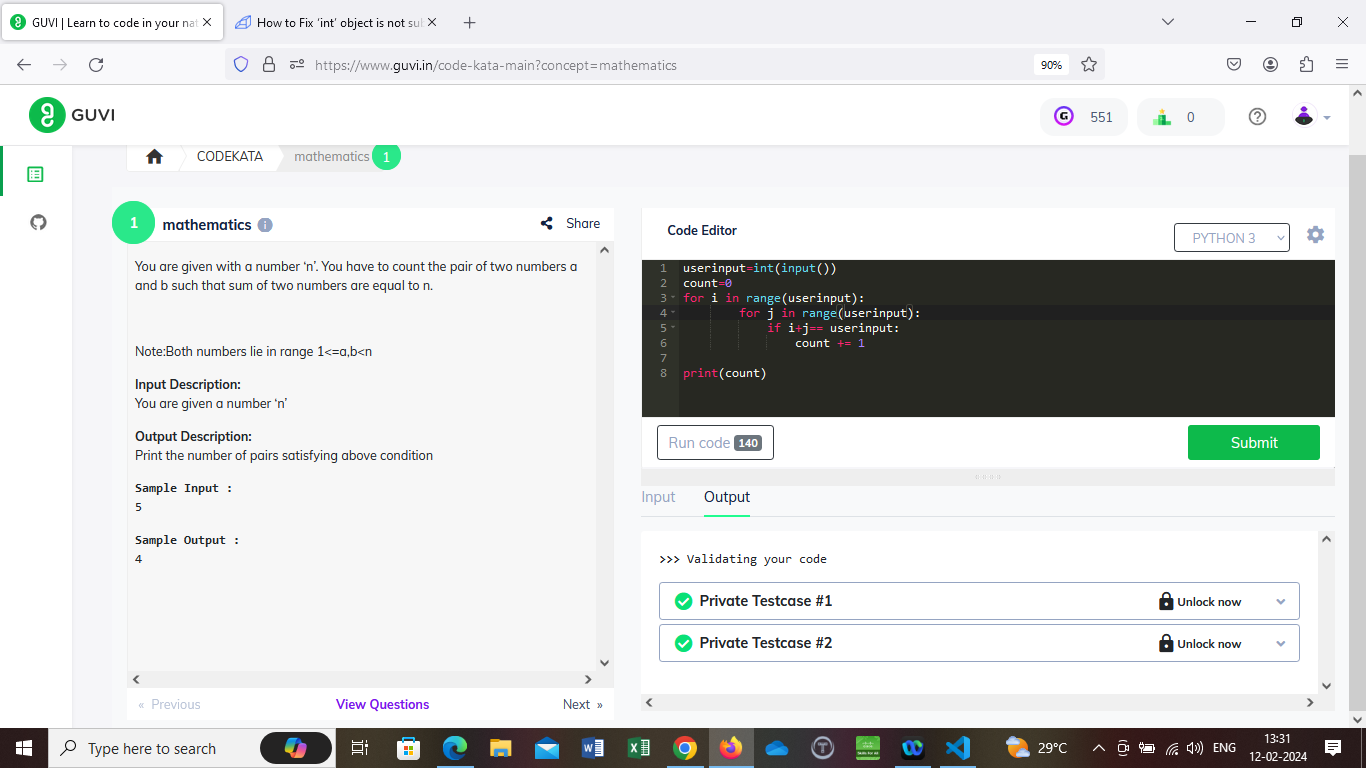 GUVI | Learn to code in your nat
How to Fix ‘int’ object is not sub
https://www.guvi.in/code-kata-main?concept=mathematics
90%
GUVI
G
551
0
CODEKATA
mathematics
1
1
mathematics
i
Share
You are given with a number ‘n’. You have to count the pair of two numbers a
and b such that sum of two numbers are equal to n.
Note:Both numbers lie in range 1<=a,b<n
Input Description:
You are given a number ‘n’
Output Description:
Print the number of pairs satisfying above condition
Sample Input :
5
Sample Output :
4
« Previous
View Questions
Next »
Code Editor
PYTHON 3
1 userinput=int(input())
2 count=0
3 for i in range(userinput):
4 for j in range(userinput):
5 if i+j== userinput:
6 count += 1
7
8 print(count)
Run code 140
Submit
Input
Output
>>> Validating your code
Private Testcase #1
Unlock now
Private Testcase #2
Unlock now
Type here to search
29°C
ENG
13:31
12-02-2024